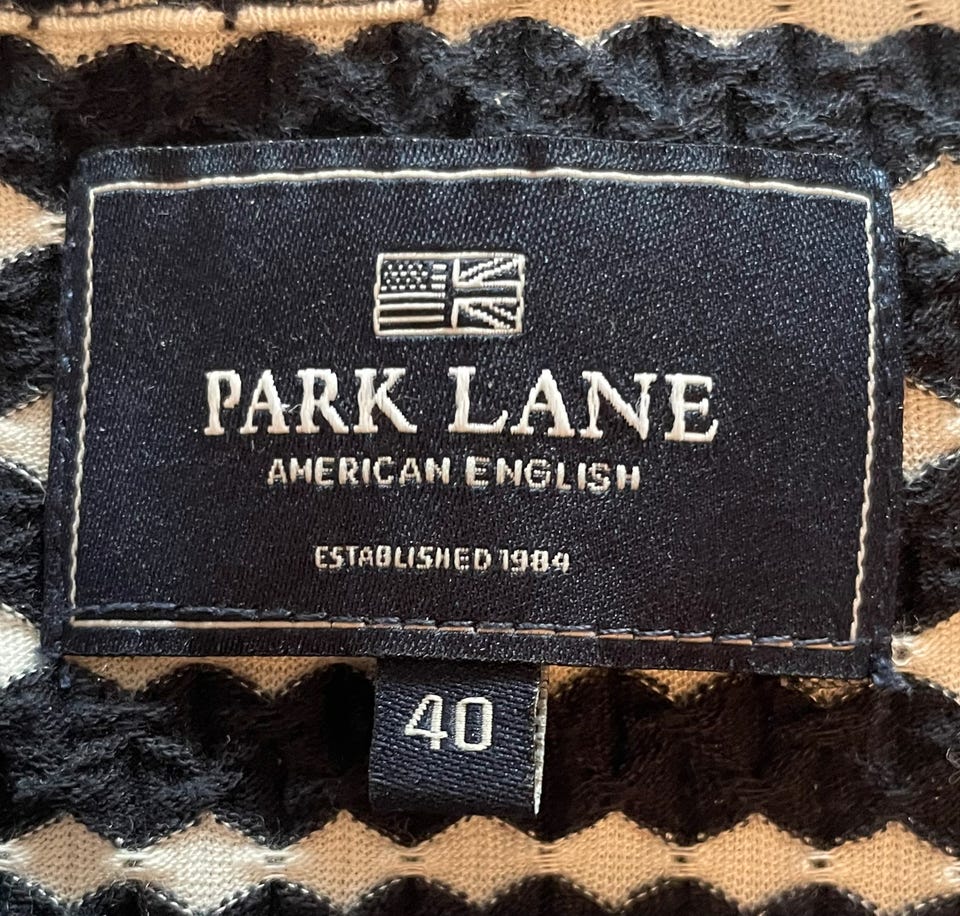 PARK LANE
AMERICAN ENGLISH
ESTABLISHED 1984
40